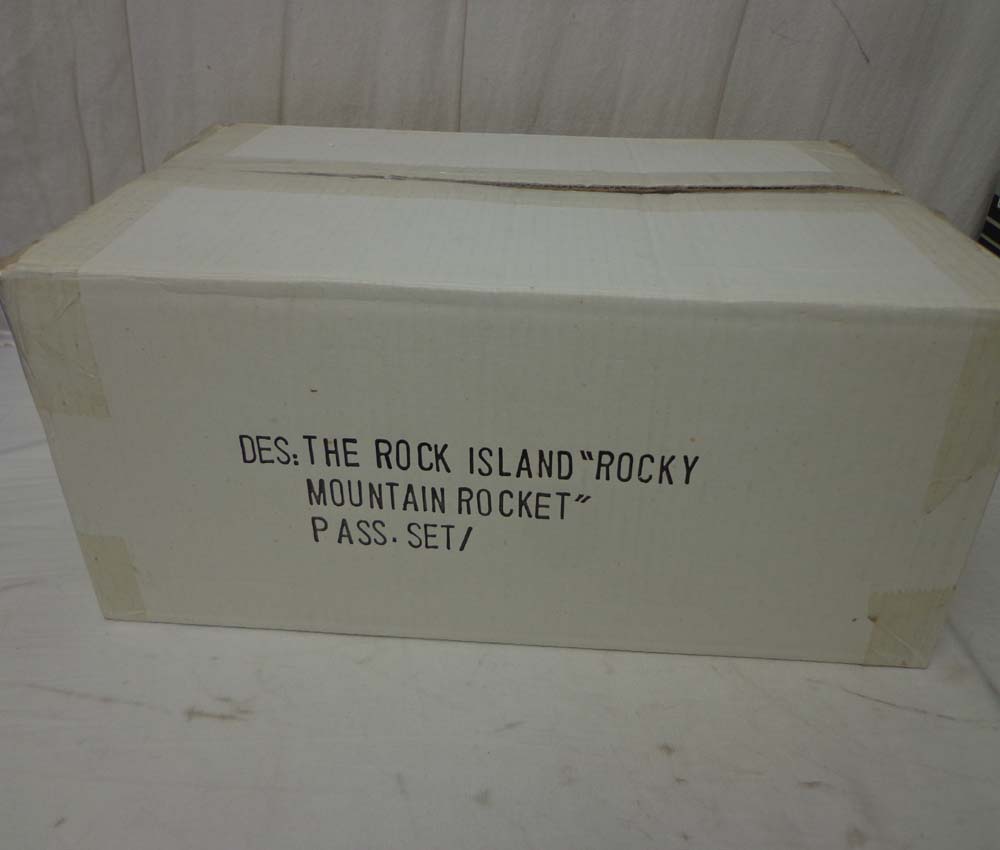 DES: THE ROCK ISLAND "ROCKY
MOUNTAIN ROCKET"
PASS. SET/